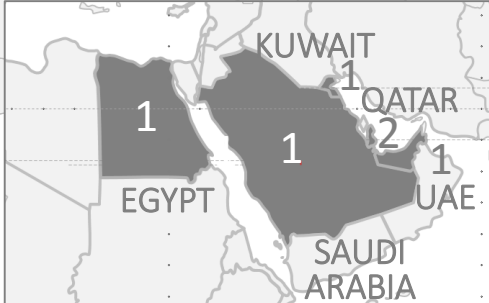 KUWAIT
1
QATAR
1
2
1
1
EGYPT
UAE
SAUDI
ARABIA